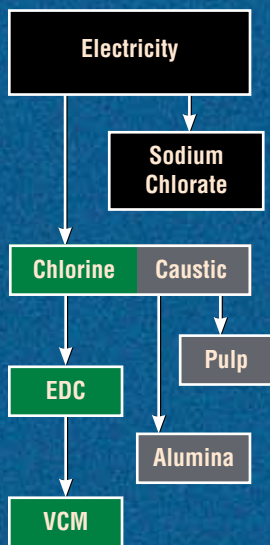 Electricity
Sodium
Chlorate
Chlorine Caustic
Pulp
EDC
Alumina
VCM